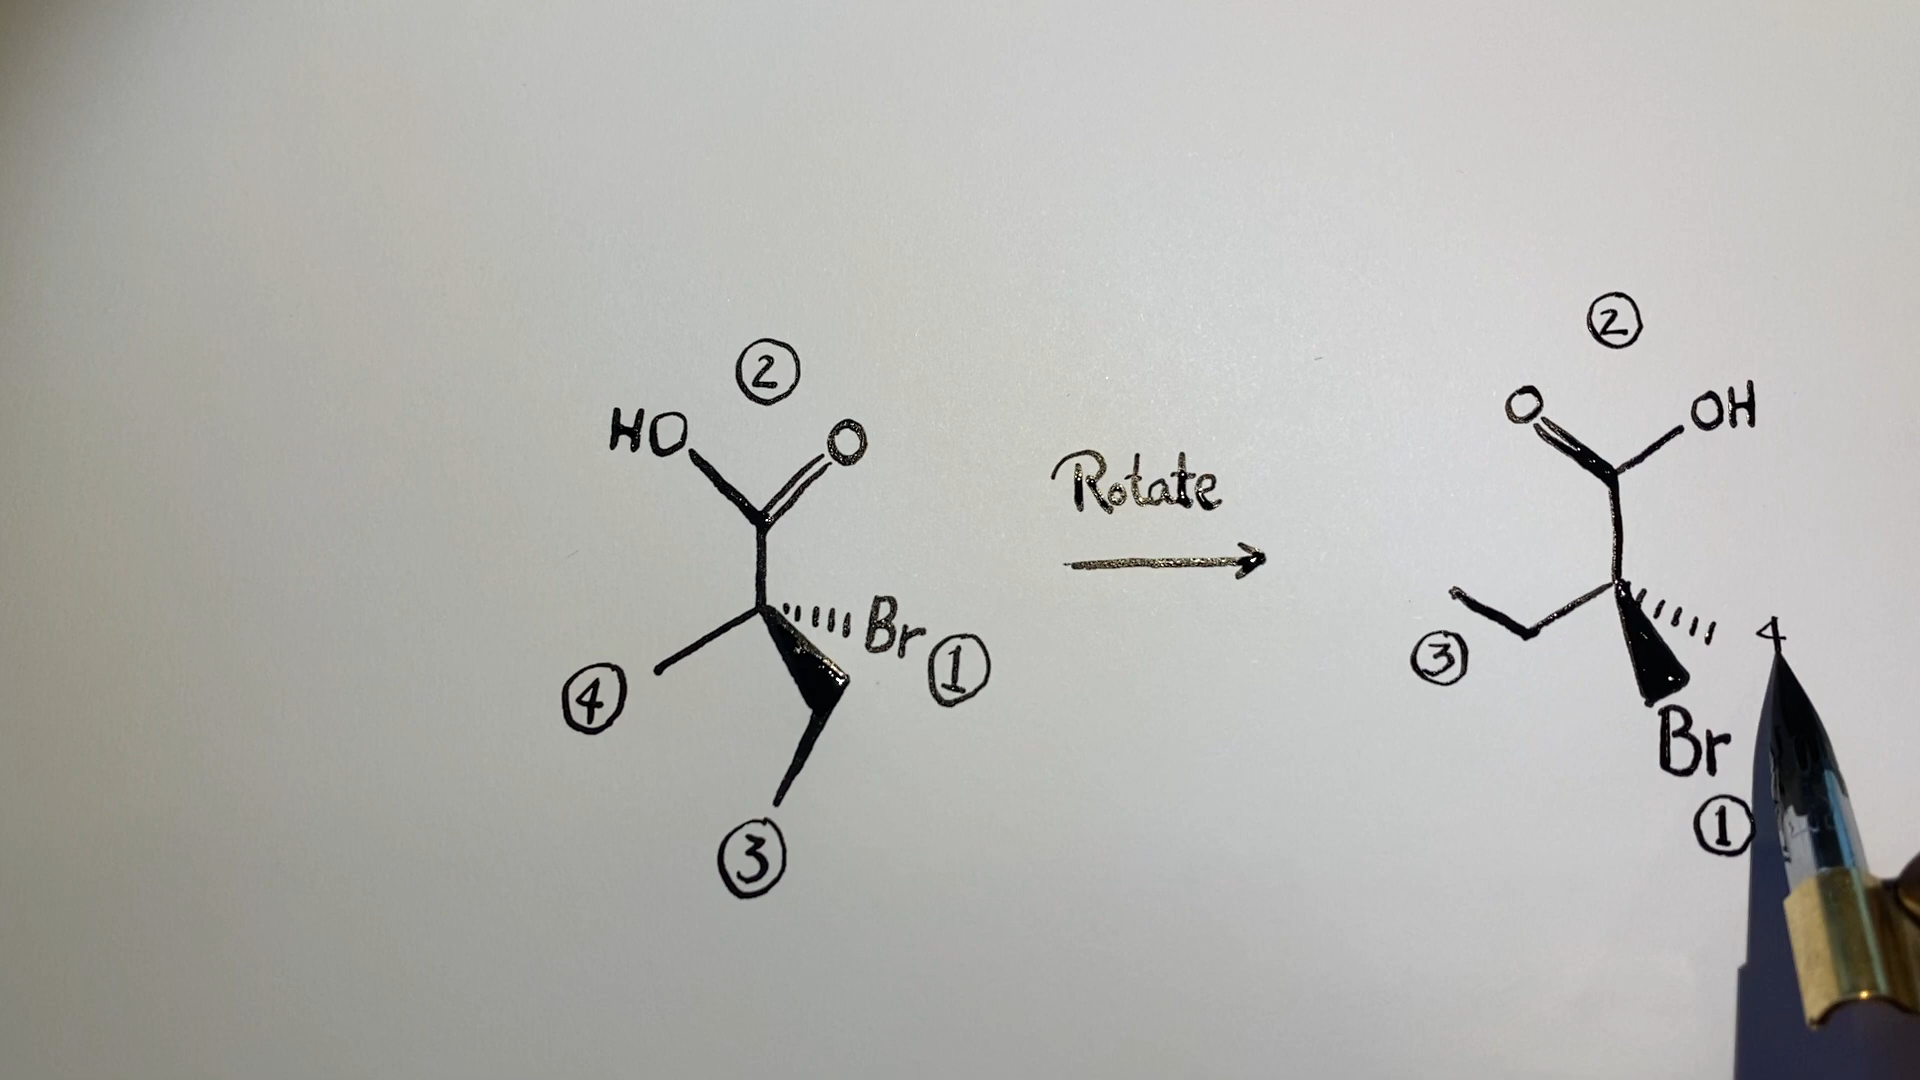 ②
HO O
Br ①
④
③
Rotate
②
O OH
③ 4
Br
①